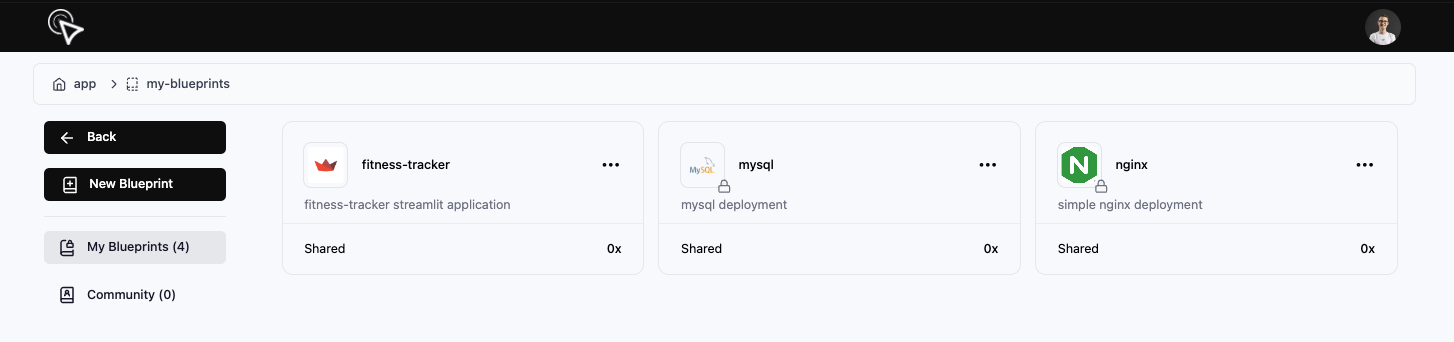 app
my-blueprints
Back
New Blueprint
My Blueprints (4)
Community (0)
fitness-tracker
fitness-tracker streamlit application
Shared 0x
MySQL
mysql
mysql deployment
Shared 0x
N
nginx
simple nginx deployment
Shared 0x